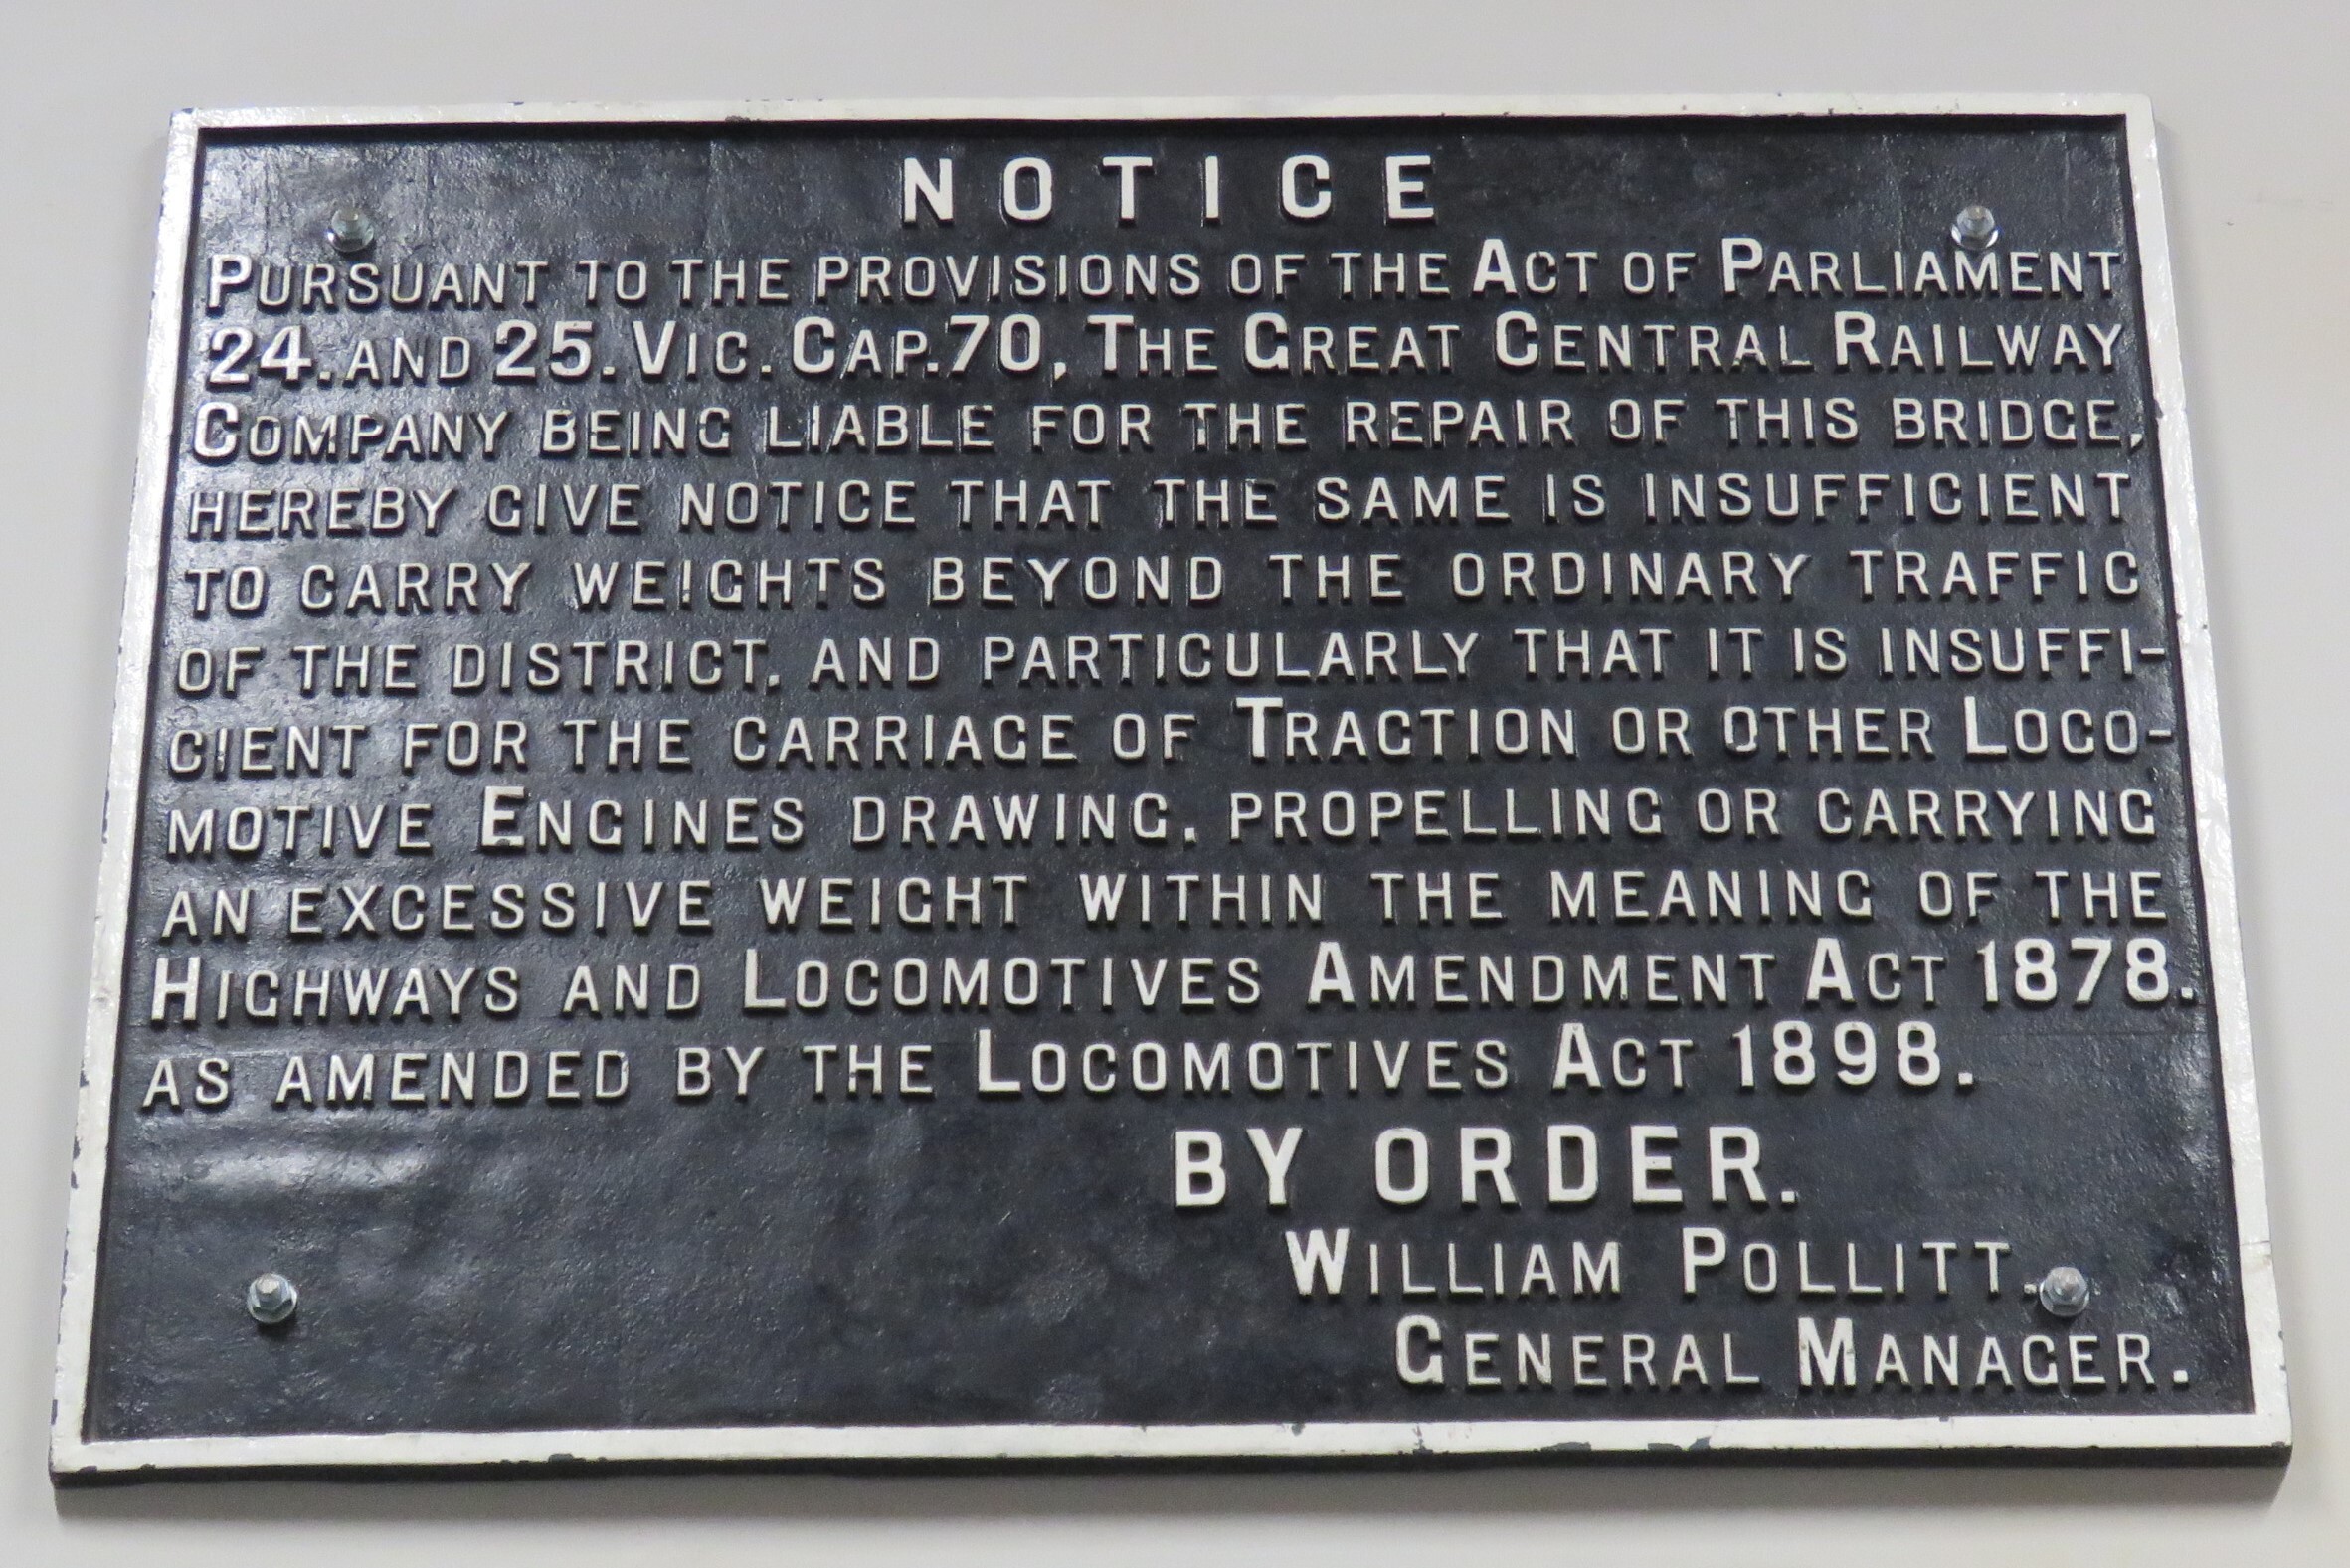 NOTICE
PURSUANT TO THE PROVISIONS OF THE ACT OF PARLIAMENT
24. AND 25. VIC. CAP. 70, THE GREAT CENTRAL RAILWAY
COMPANY BEING LIABLE FOR THE REPAIR OF THIS BRIDGE,
HEREBY GIVE NOTICE THAT THE SAME IS INSUFFICIENT
TO CARRY WEIGHTS BEYOND THE ORDINARY TRAFFIC
OF THE DISTRICT, AND PARTICULARLY THAT IT IS INSUFFI-
CIENT FOR THE CARRIAGE OF TRACTION OR OTHER LOCO-
MOTIVE ENGINES DRAWING, PROPELLING OR CARRYING
AN EXCESSIVE WEIGHT WITHIN THE MEANING OF THE
HIGHWAYS AND LOCOMOTIVES AMENDMENT ACT 1878.
AS AMENDED BY THE LOCOMOTIVES ACT 1898.
BY ORDER.
WILLIAM POLLITT.
GENERAL MANAGER.